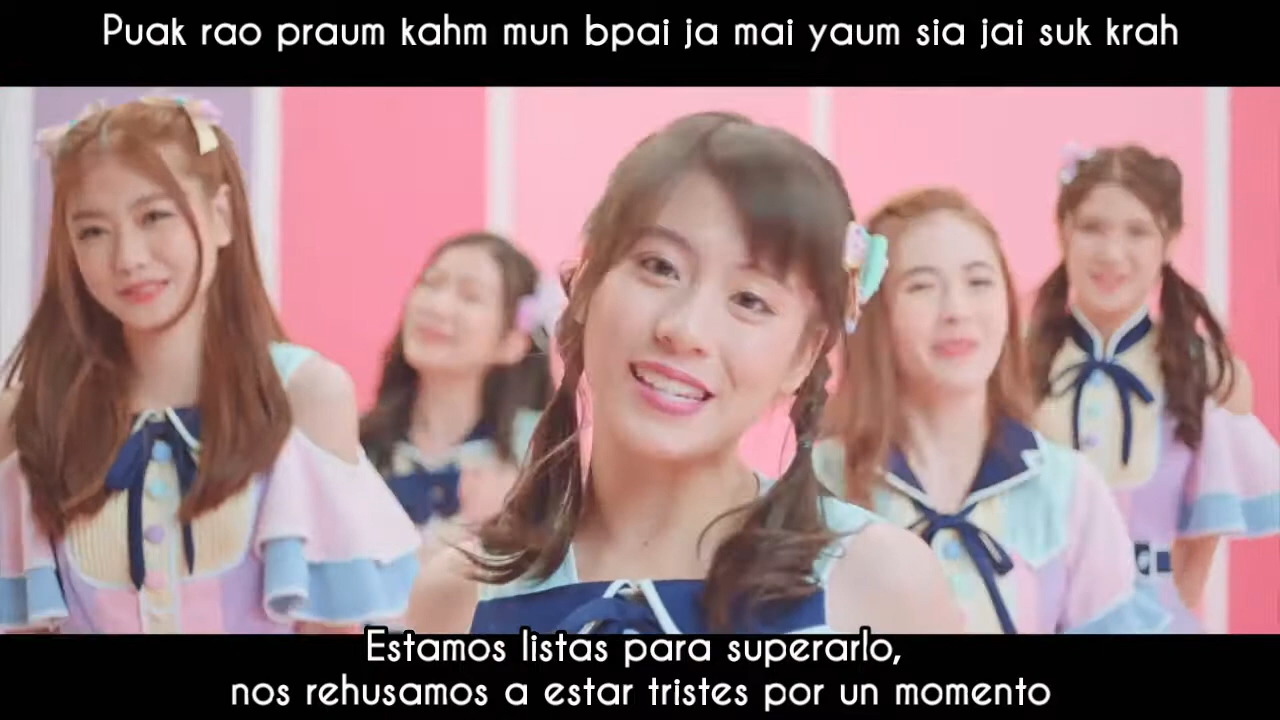 Puak rao praum kahm mun bpai ja mai yaum sia jai suk krah
Estamos listas para superarlo,
nos rehusamos a estar tristes por un momento